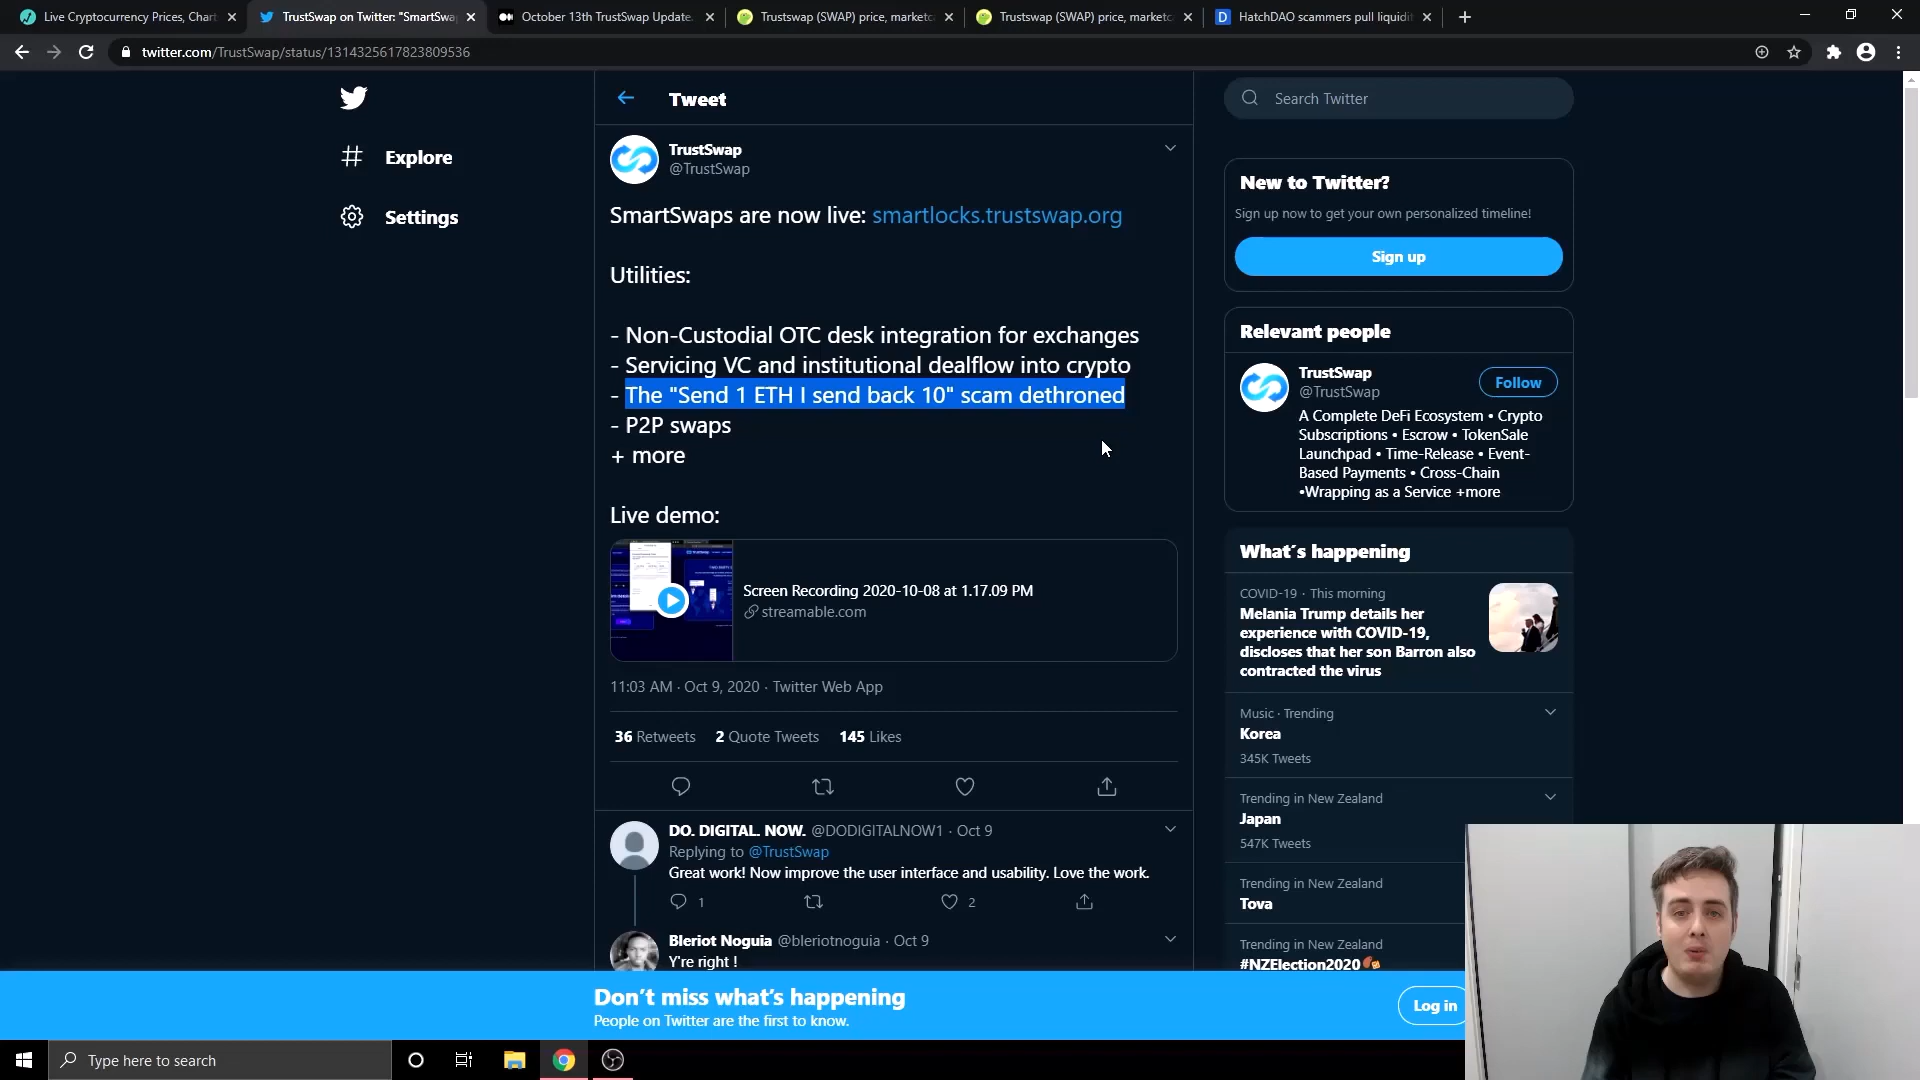 Live Cryptocurrency Prices, Chart
TrustSwap on Twitter: "SmartSwa
October 13th TrustSwap Update.
Trustswap (SWAP) price, marketc
Trustswap (SWAP) price, marketc
HatchDAO scammers pull liquidit
twitter.com/TrustSwap/status/1314325617823809536
Explore
Settings
Tweet
TrustSwap
@TrustSwap
SmartSwaps are now live: smartlocks.trustswap.org
Utilities:
- Non-Custodial OTC desk integration for exchanges
- Servicing VC and institutional dealflow into crypto
- The "Send 1 ETH I send back 10" scam dethroned
- P2P swaps
+ more
Live demo:
Screen Recording 2020-10-08 at 1.17.09 PM
streamable.com
11:03 AM · Oct 9, 2020 · Twitter Web App
36 Retweets 2 Quote Tweets 145 Likes
DO. DIGITAL. NOW. @DODIGITALNOW1 · Oct 9
Replying to @TrustSwap
Great work! Now improve the user interface and usability. Love the work.
1
2
Bleriot Noguia @bleriotnoguia · Oct 9
Y're right !
Search Twitter
New to Twitter?
Sign up now to get your own personalized timeline!
Sign up
Relevant people
TrustSwap
@TrustSwap
Follow
A Complete DeFi Ecosystem • Crypto
Subscriptions • Escrow • TokenSale
Launchpad • Time-Release • Event-
Based Payments • Cross-Chain
•Wrapping as a Service +more
What's happening
COVID-19 · This morning
Melania Trump details her
experience with COVID-19,
discloses that her son Barron also
contracted the virus
Music · Trending
Korea
345K Tweets
Trending in New Zealand
Japan
547K Tweets
Trending in New Zealand
Tova
Trending in New Zealand
#NZElection2020
Don't miss what's happening
People on Twitter are the first to know.
Log in
Type here to search